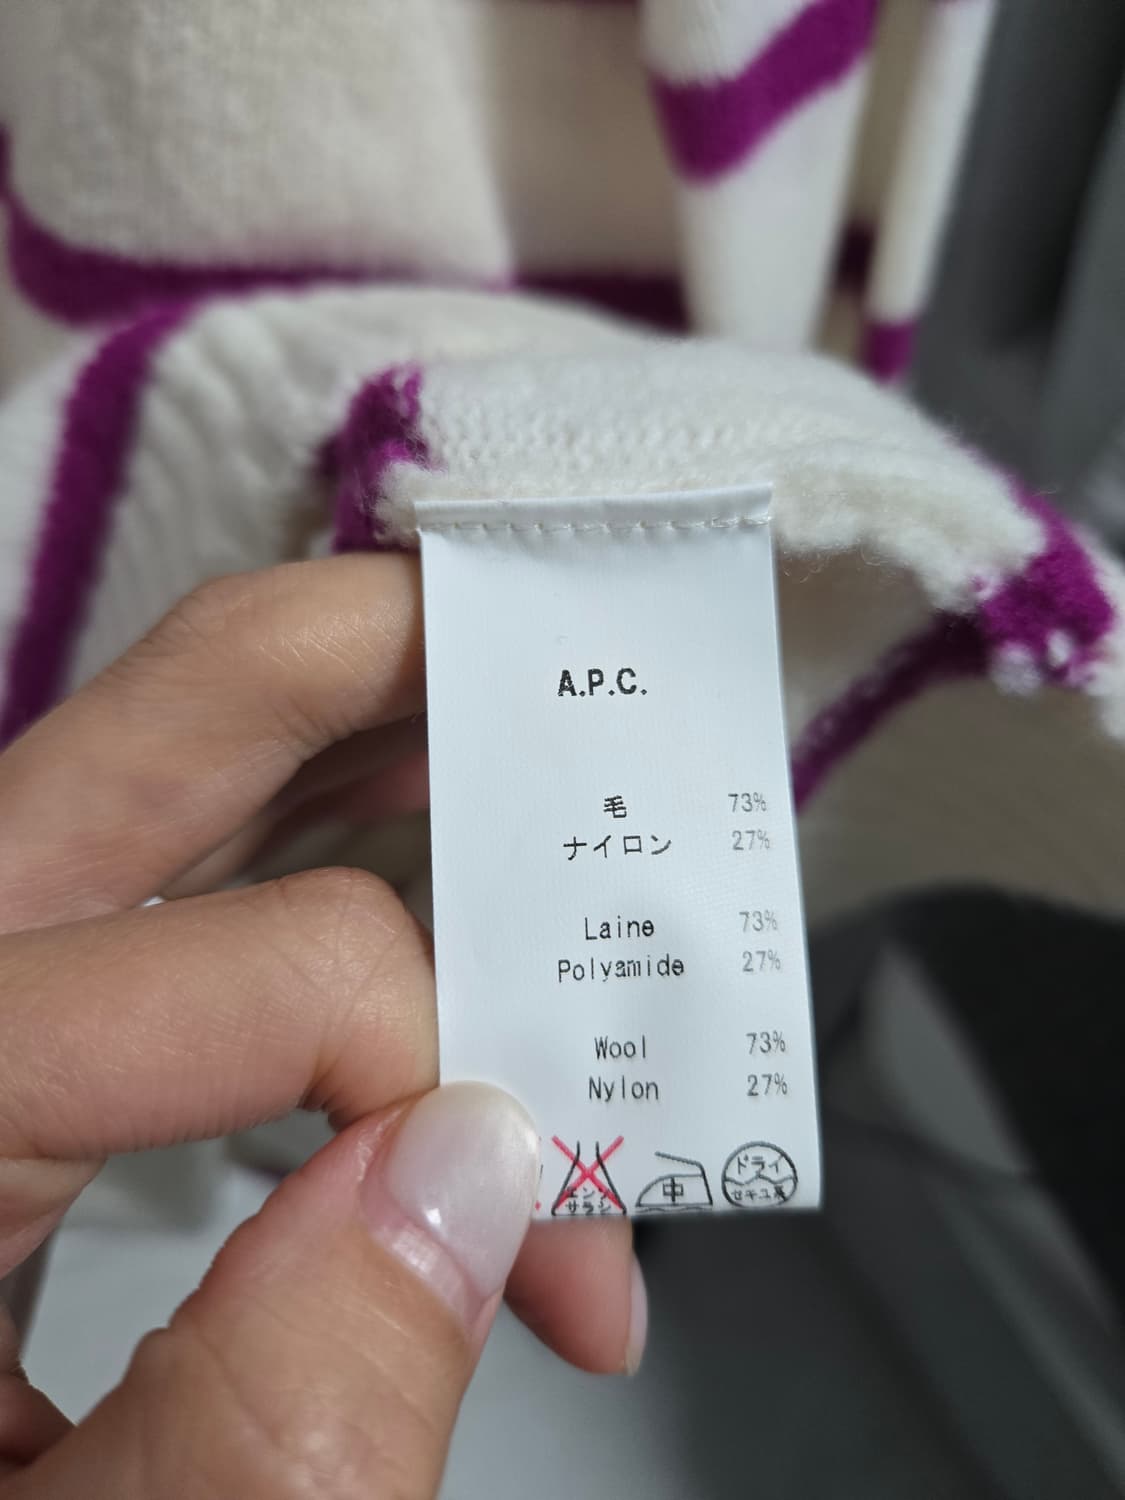 A.P.C.
毛 73%
ナイロン 27%
Laine 73%
Polyamide 27%
Wool 73%
Nylon 27%
エンソ
サラシ
中
ドライ
セキユ系